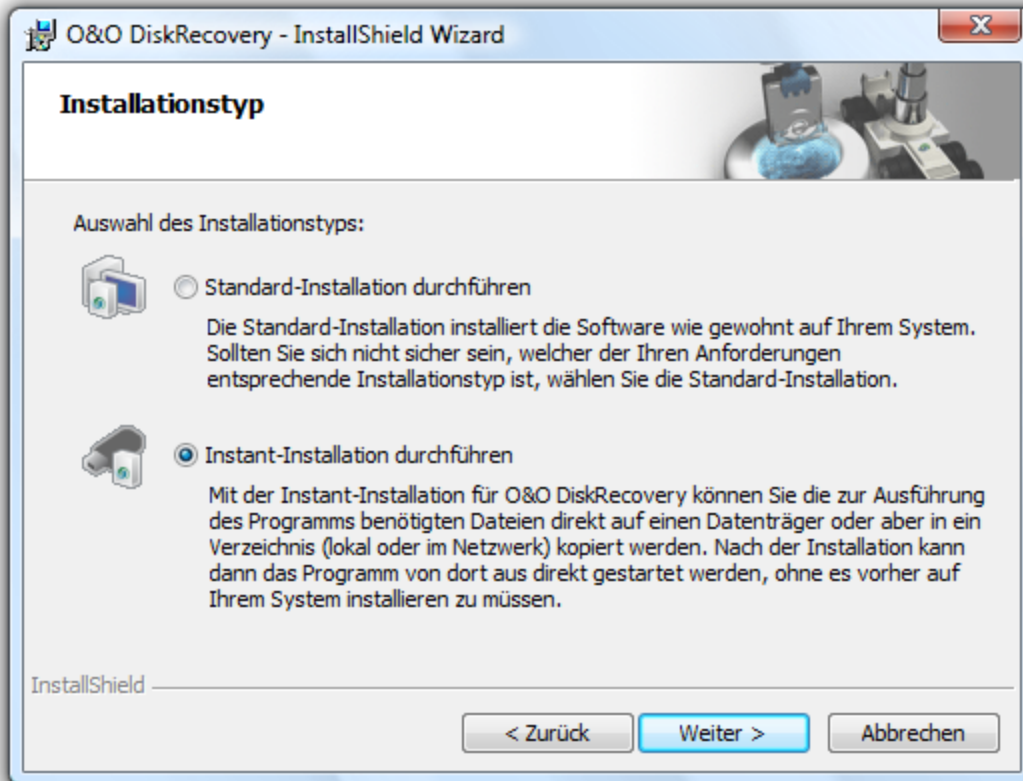 O&O DiskRecovery - InstallShield Wizard
Installationstyp
Auswahl des Installationstyps:
Standard-Installation durchführen
Die Standard-Installation installiert die Software wie gewohnt auf Ihrem System.
Sollten Sie sich nicht sicher sein, welcher der Ihren Anforderungen
entsprechende Installationstyp ist, wählen Sie die Standard-Installation.
Instant-Installation durchführen
Mit der Instant-Installation für O&O DiskRecovery können Sie die zur Ausführung
des Programms benötigten Dateien direkt auf einen Datenträger oder aber in ein
Verzeichnis (lokal oder im Netzwerk) kopiert werden. Nach der Installation kann
dann das Programm von dort aus direkt gestartet werden, ohne es vorher auf
Ihrem System installieren zu müssen.
InstallShield
< Zurück
Weiter >
Abbrechen